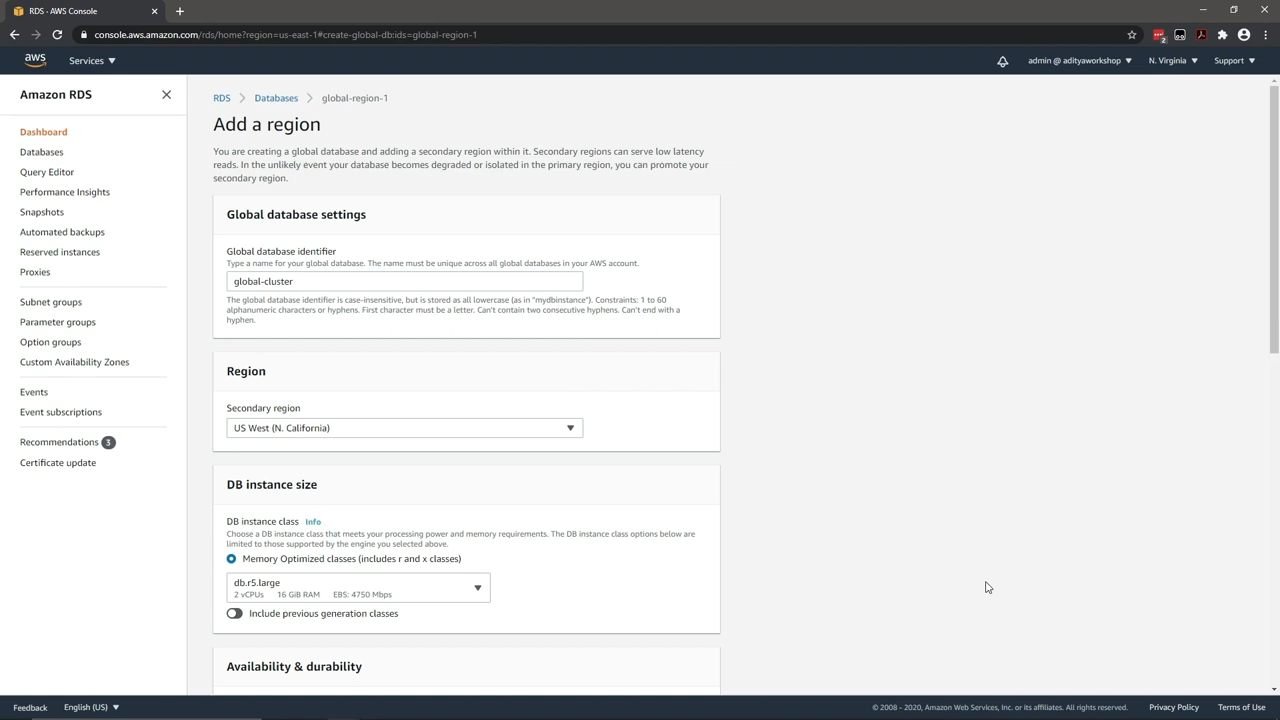 RDS - AWS Console
console.aws.amazon.com/rds/home?region=us-east-1#create-global-db:ids=global-region-1
2
aws
Services
admin @ adityaworkshop
N. Virginia
Support
Amazon RDS
Dashboard
Databases
Query Editor
Performance Insights
Snapshots
Automated backups
Reserved instances
Proxies
Subnet groups
Parameter groups
Option groups
Custom Availability Zones
Events
Event subscriptions
Recommendations 3
Certificate update
RDS > Databases > global-region-1
Add a region
You are creating a global database and adding a secondary region within it. Secondary regions can serve low latency
reads. In the unlikely event your database becomes degraded or isolated in the primary region, you can promote your
secondary region.
Global database settings
Global database identifier
Type a name for your global database. The name must be unique across all global databases in your AWS account.
global-cluster
The global database identifier is case-insensitive, but is stored as all lowercase (as in "mydbinstance"). Constraints: 1 to 60
alphanumeric characters or hyphens. First character must be a letter. Can't contain two consecutive hyphens. Can't end with a
hyphen.
Region
Secondary region
US West (N. California)
DB instance size
DB instance class Info
Choose a DB instance class that meets your processing power and memory requirements. The DB instance class options below are
limited to those supported by the engine you selected above.
Memory Optimized classes (includes r and x classes)
db.r5.large
2 vCPUs 16 GiB RAM EBS: 4750 Mbps
Include previous generation classes
Availability & durability
Feedback
English (US)
© 2008 - 2020, Amazon Web Services, Inc. or its affiliates. All rights reserved.
Privacy Policy
Terms of Use